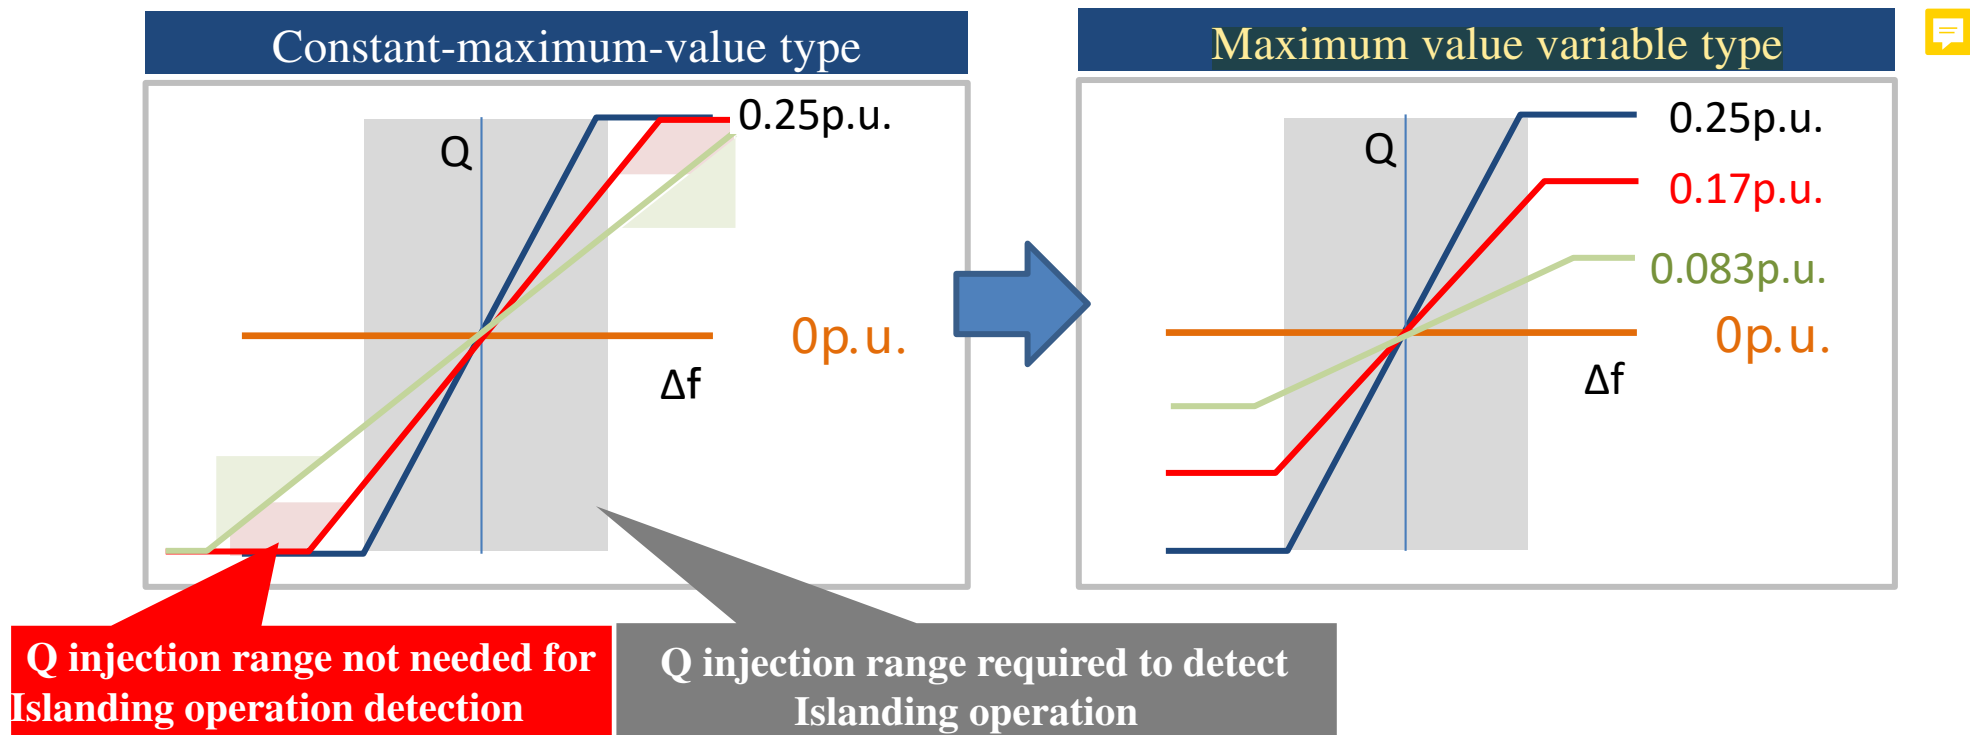 Constant-maximum-value type
Q
0.25p.u.
0p.u.
Δf
Maximum value variable type
Q
0.25p.u.
0.17p.u.
0.083p.u.
0p.u.
Δf
Q injection range not needed for
Islanding operation detection
Q injection range required to detect
Islanding operation